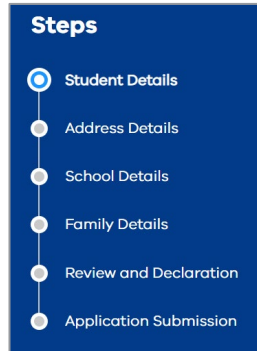 Steps
Student Details
Address Details
School Details
Family Details
Review and Declaration
Application Submission